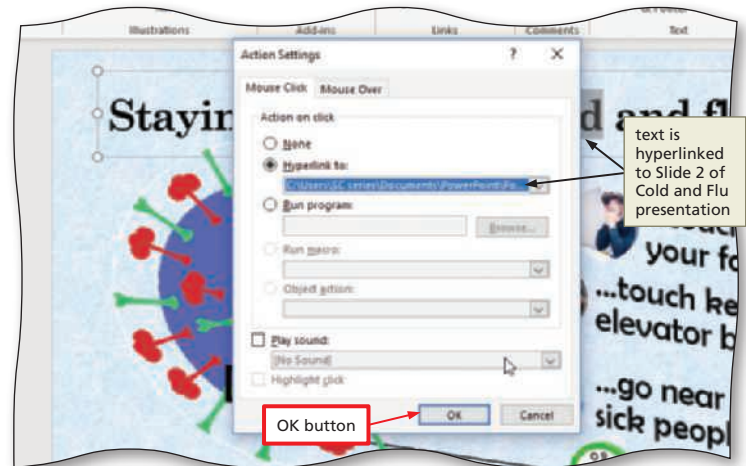 Illustrations Add-ins Links Comments Text
Action Settings ? ×
Mouse Click Mouse Over
Action on click
None
Hyperlink to:
C:\Users\SC series\Documents\PowerPoint\Fo...
Run program:
Browse...
Run macro:
Object action:
Play sound:
[No Sound]
Highlight click
OK Cancel
OK button
Stayin
d and fl
text is
hyperlinked
to Slide 2 of
Cold and Flu
presentation
your fa
...touch ke
elevator b
...go near
sick peopl